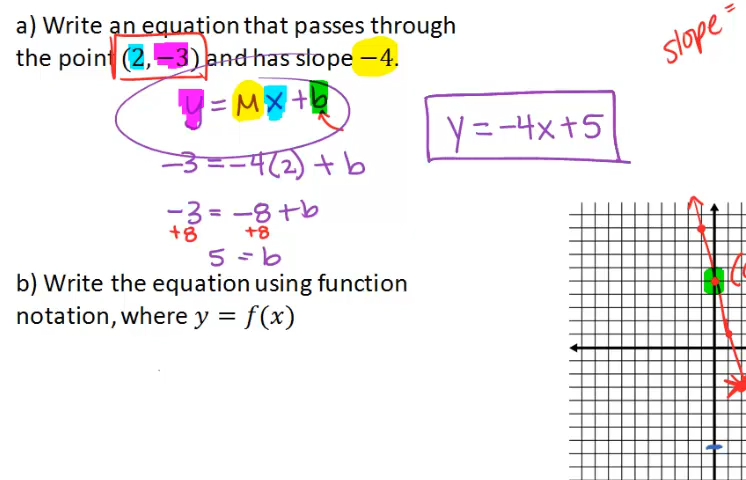 a) Write an equation that passes through
the point (2, −3) and has slope −4.
slope =
y = Mx + b
y = -4x + 5
-3 = -4(2) + b
-3 = -8 + b
+8 +8
5 = b
b) Write the equation using function
notation, where y = f(x)